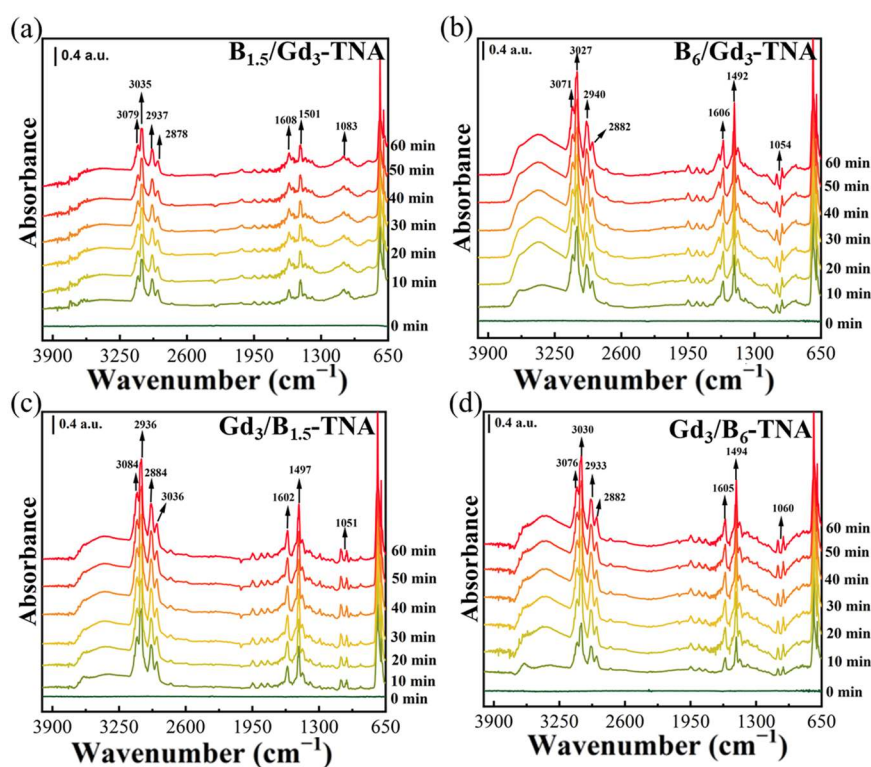 (a)
0.4 a.u.
B₁.₅/Gd₃-TNA
3035
3079
2937
2878
1608
1501
1083
60 min
50 min
40 min
30 min
20 min
10 min
0 min
Absorbance
3900 3250 2600 1950 1300 650
Wavenumber (cm⁻¹)
(b)
0.4 a.u.
B₆/Gd₃-TNA
3027
3071
2940
2882
1606
1492
1054
60 min
50 min
40 min
30 min
20 min
10 min
0 min
Absorbance
3900 3250 2600 1950 1300 650
Wavenumber (cm⁻¹)
(c)
0.4 a.u.
Gd₃/B₁.₅-TNA
2936
3084
2884
3036
1602
1497
1051
60 min
50 min
40 min
30 min
20 min
10 min
0 min
Absorbance
3900 3250 2600 1950 1300 650
Wavenumber (cm⁻¹)
(d)
0.4 a.u.
Gd₃/B₆-TNA
3030
3076
2933
2882
1605
1494
1060
60 min
50 min
40 min
30 min
20 min
10 min
0 min
Absorbance
3900 3250 2600 1950 1300 650
Wavenumber (cm⁻¹)